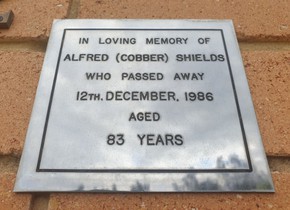 IN LOVING MEMORY OF
ALFRED (COBBER) SHIELDS
WHO PASSED AWAY
12TH. DECEMBER, 1986
AGED
83 YEARS